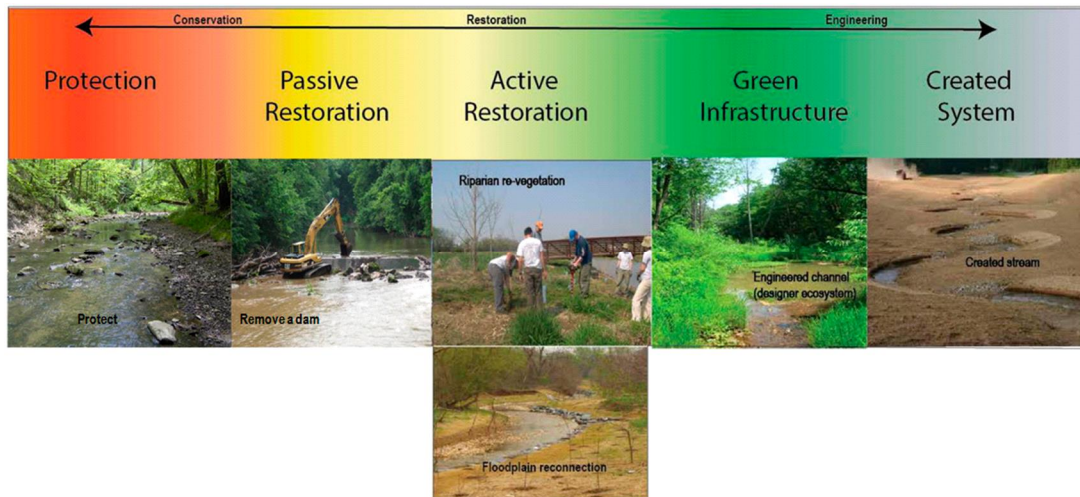 Conservation Restoration Engineering
Protection
Passive
Restoration
Active
Restoration
Green
Infrastructure
Created
System
Protect
Remove a dam
Riparian re-vegetation
Engineered channel
(designer ecosystem)
Created stream
Floodplain reconnection